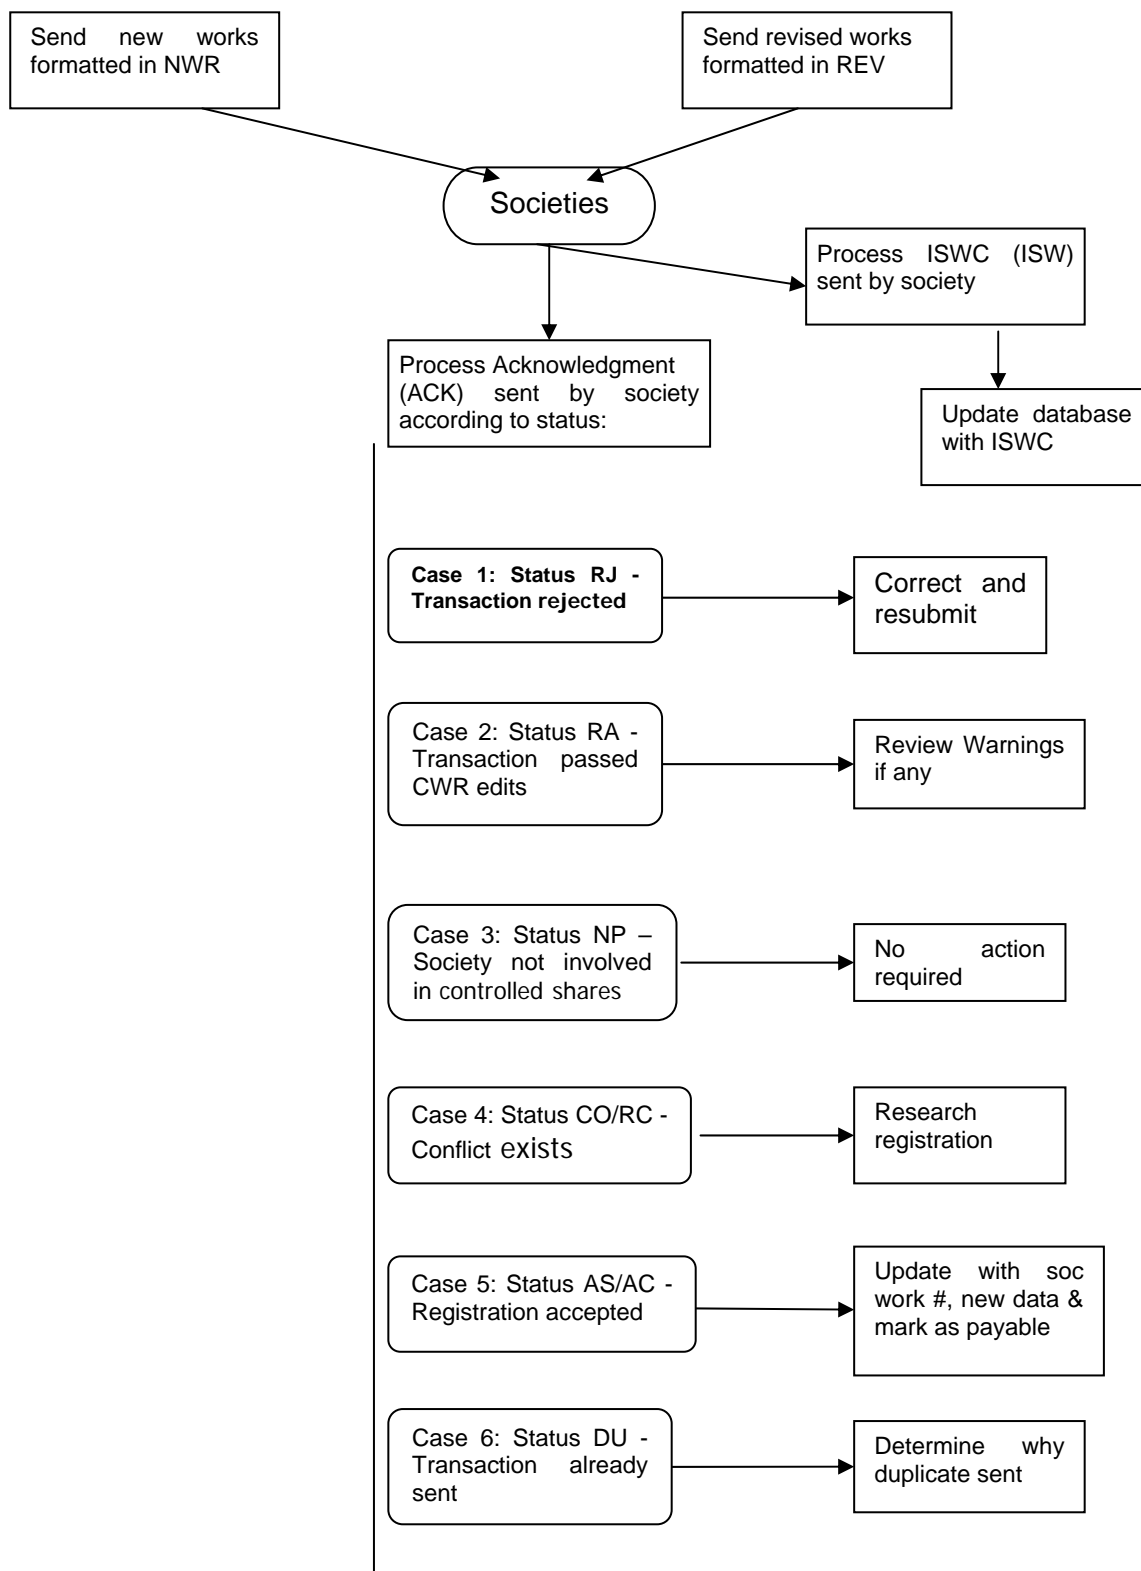 Send new works
formatted in NWR
Send revised works
formatted in REV
Societies
Process ISWC (ISW)
sent by society
Process Acknowledgment
(ACK) sent by society
according to status:
Update database
with ISWC
Case 1: Status RJ -
Transaction rejected
Correct and
resubmit
Case 2: Status RA -
Transaction passed
CWR edits
Review Warnings
if any
Case 3: Status NP –
Society not involved
in controlled shares
No action
required
Case 4: Status CO/RC -
Conflict exists
Research
registration
Case 5: Status AS/AC -
Registration accepted
Update with soc
work #, new data &
mark as payable
Case 6: Status DU -
Transaction already
sent
Determine why
duplicate sent